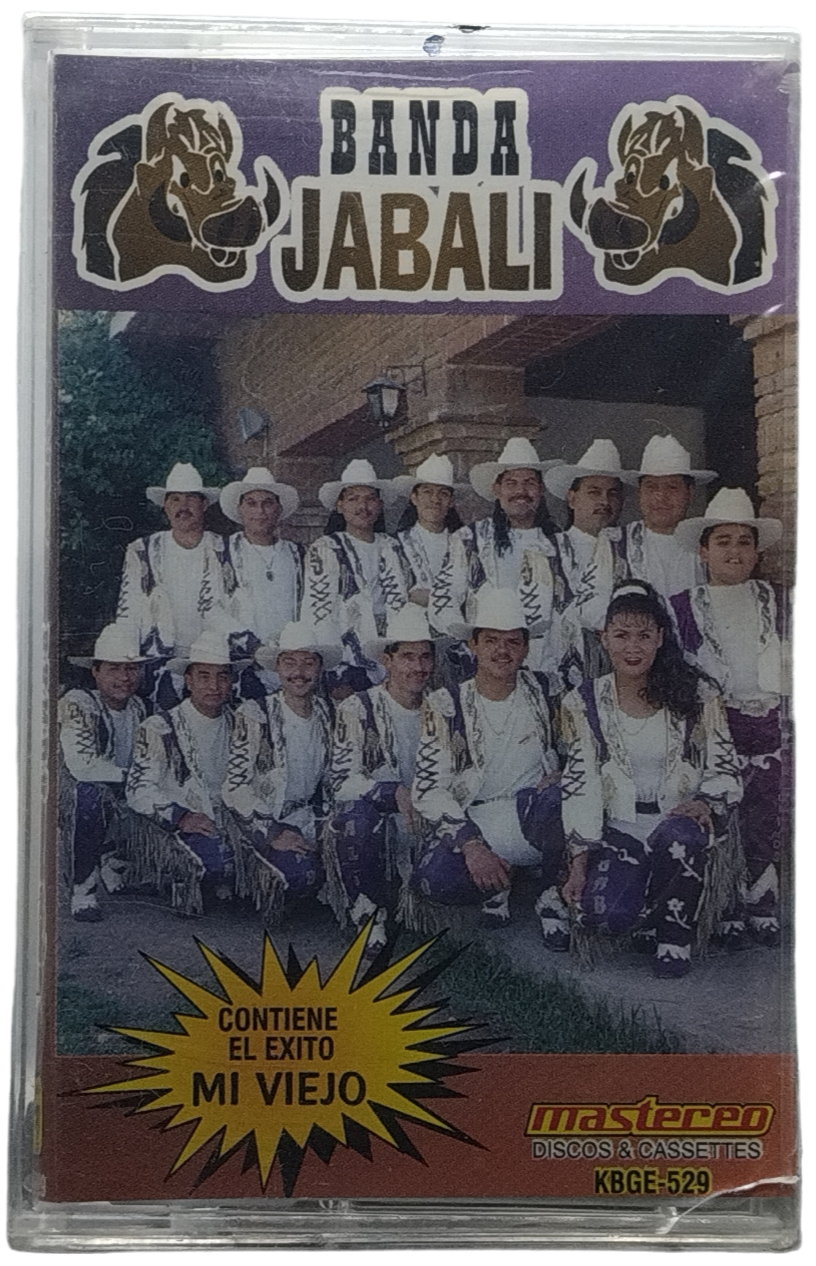 BANDA
JABALI
CONTIENE
EL EXITO
MI VIEJO
mastereo
DISCOS & CASSETTES
KBGE-529